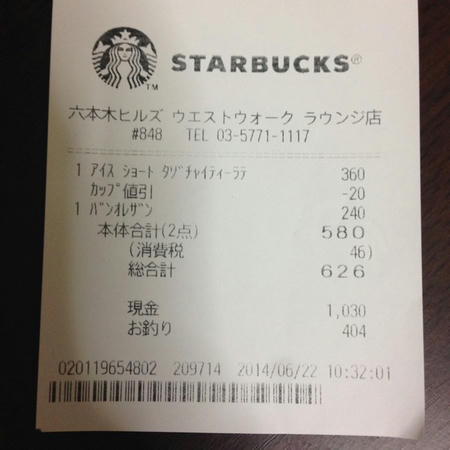 STARBUCKS®
TM
六本木ヒルズ ウエストウォーク ラウンジ店
#848 TEL 03-5771-1117
1 ｱｲｽ ｼｮｰﾄ ﾀｿﾞﾁｬｲﾃｨｰﾗﾃ 360
ｶｯﾌﾟ値引 -20
1 ﾊﾟﾝｵﾚｻﾞﾝ 240
本体合計(2点) 580
(消費税 46)
総合計 626
現金 1,030
お釣り 404
020119654802 209714 2014/06/22 10:32:01